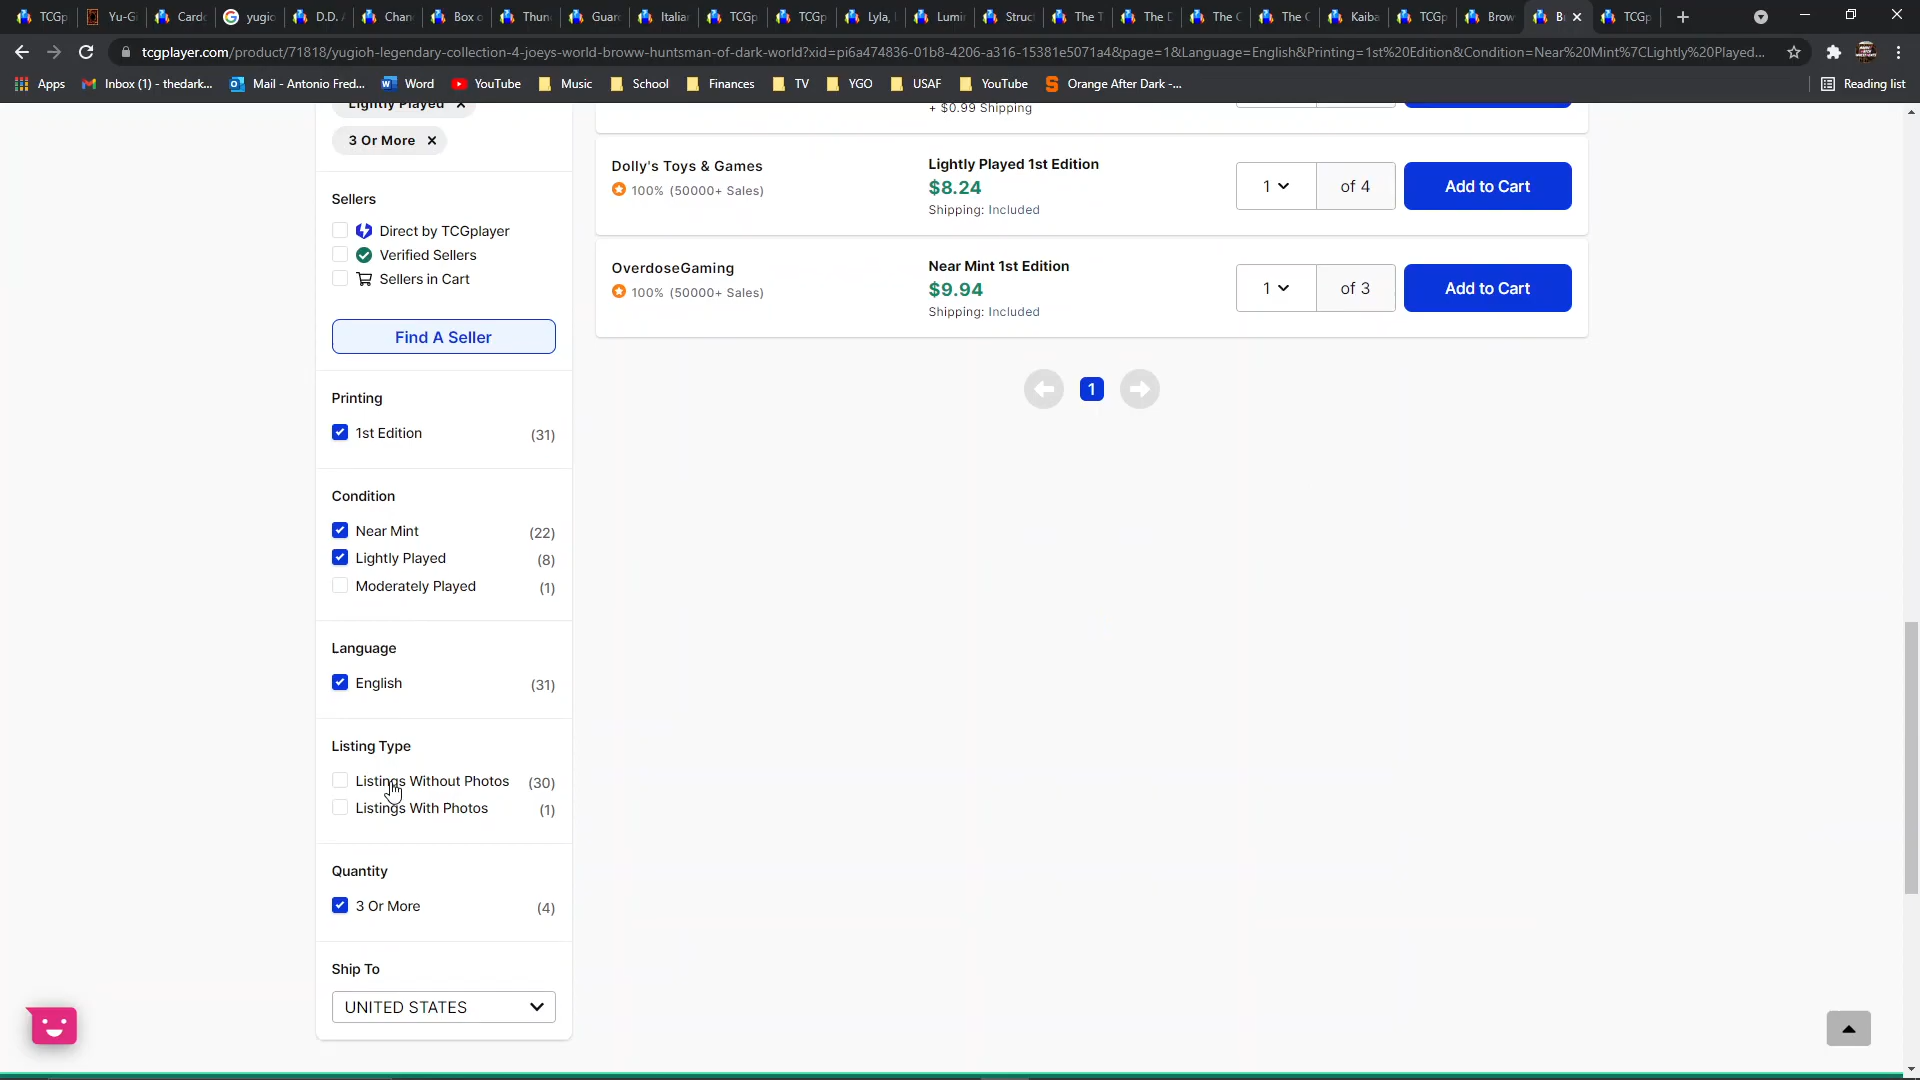 TCGp Yu-Gi Card yugio D.D. Chan Box o Thun Guar Italia TCGp TCGp Lyla, Lumi Struc The T The D The C The C Kaiba TCGp Brow B TCGp
tcgplayer.com/product/71818/yugioh-legendary-collection-4-joeys-world-broww-huntsman-of-dark-world?xid=pi6a474836-01b8-4206-a316-15381e5071a4&page=1&Language=English&Printing=1st%20Edition&Condition=Near%20Mint%7CLightly%20Played...
Apps Inbox (1) - thedark... Mail - Antonio Fred... Word YouTube Music School Finances TV YGO USAF YouTube Orange After Dark -... Reading list
Lightly Played
+ $0.99 Shipping
3 Or More
Dolly's Toys & Games
100% (50000+ Sales)
Lightly Played 1st Edition
$8.24
Shipping: Included
1 of 4 Add to Cart
OverdoseGaming
100% (50000+ Sales)
Near Mint 1st Edition
$9.94
Shipping: Included
1 of 3 Add to Cart
1
Sellers
Direct by TCGplayer
Verified Sellers
Sellers in Cart
Find A Seller
Printing
1st Edition (31)
Condition
Near Mint (22)
Lightly Played (8)
Moderately Played (1)
Language
English (31)
Listing Type
Listings Without Photos (30)
Listings With Photos (1)
Quantity
3 Or More (4)
Ship To
UNITED STATES